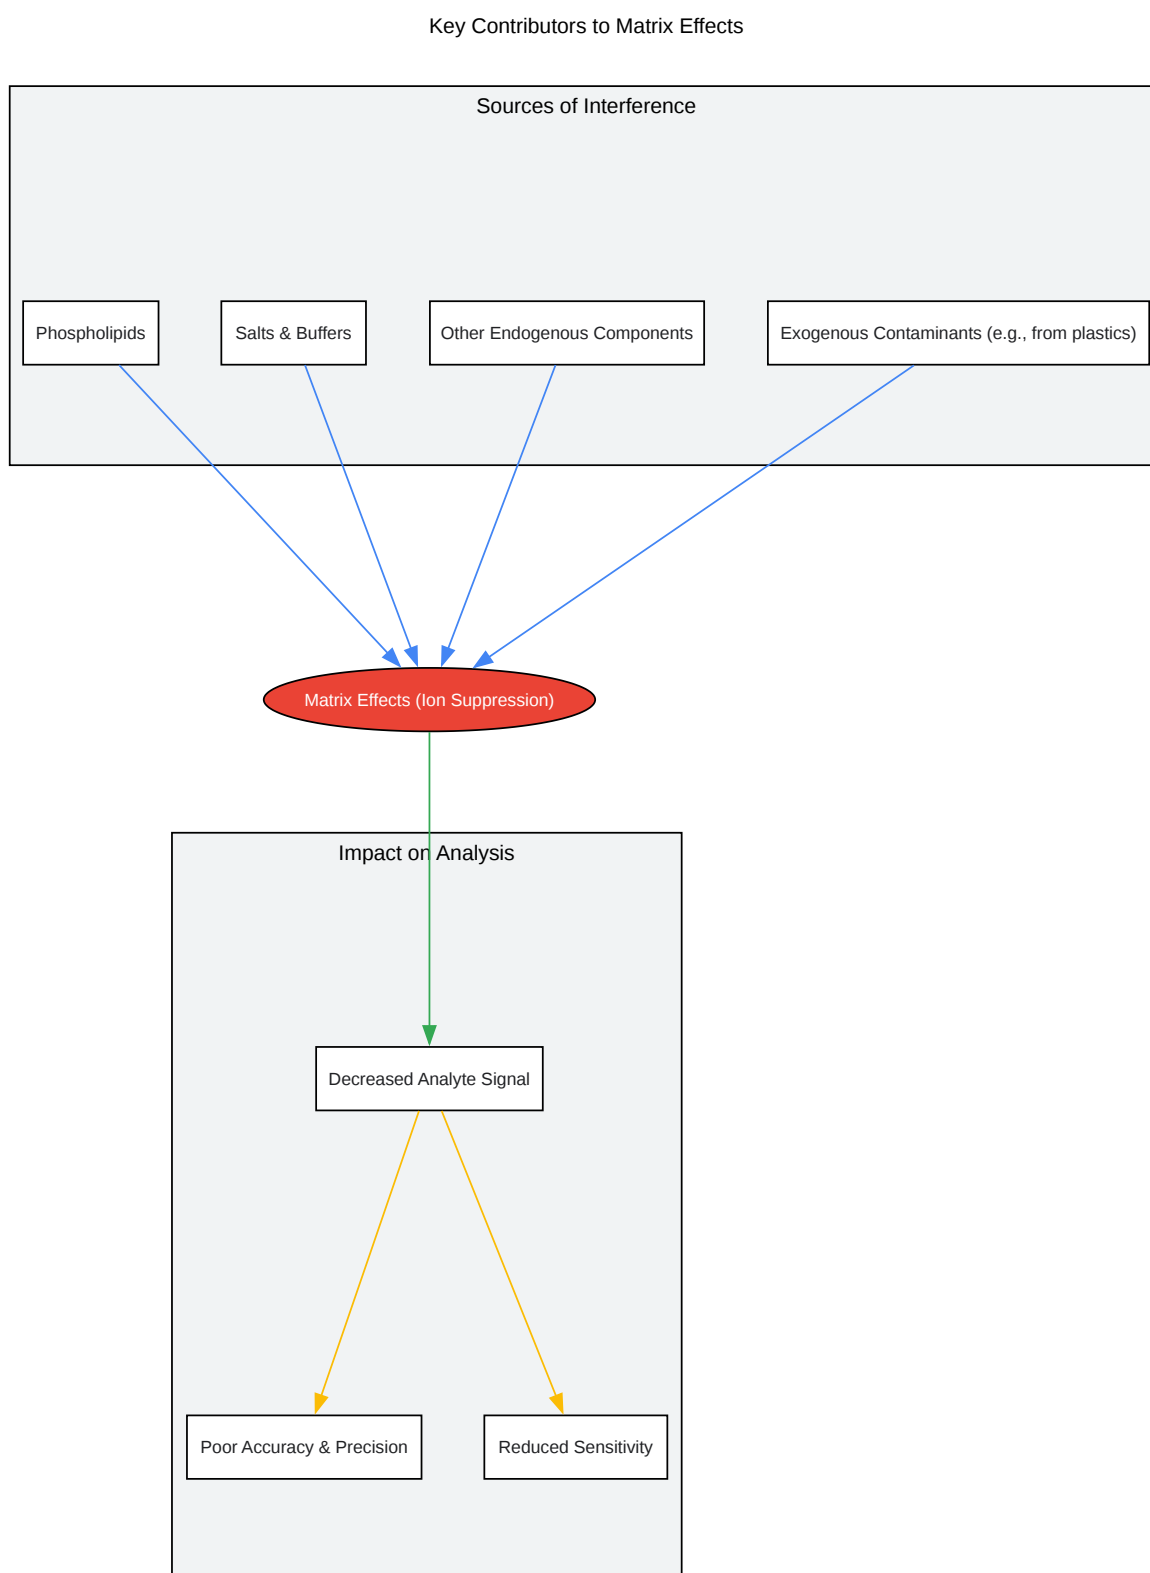 Key Contributors to Matrix Effects
Sources of Interference
Phospholipids
Salts & Buffers
Other Endogenous Components
Exogenous Contaminants (e.g., from plastics)
Matrix Effects (Ion Suppression)
Impact on Analysis
Decreased Analyte Signal
Poor Accuracy & Precision
Reduced Sensitivity